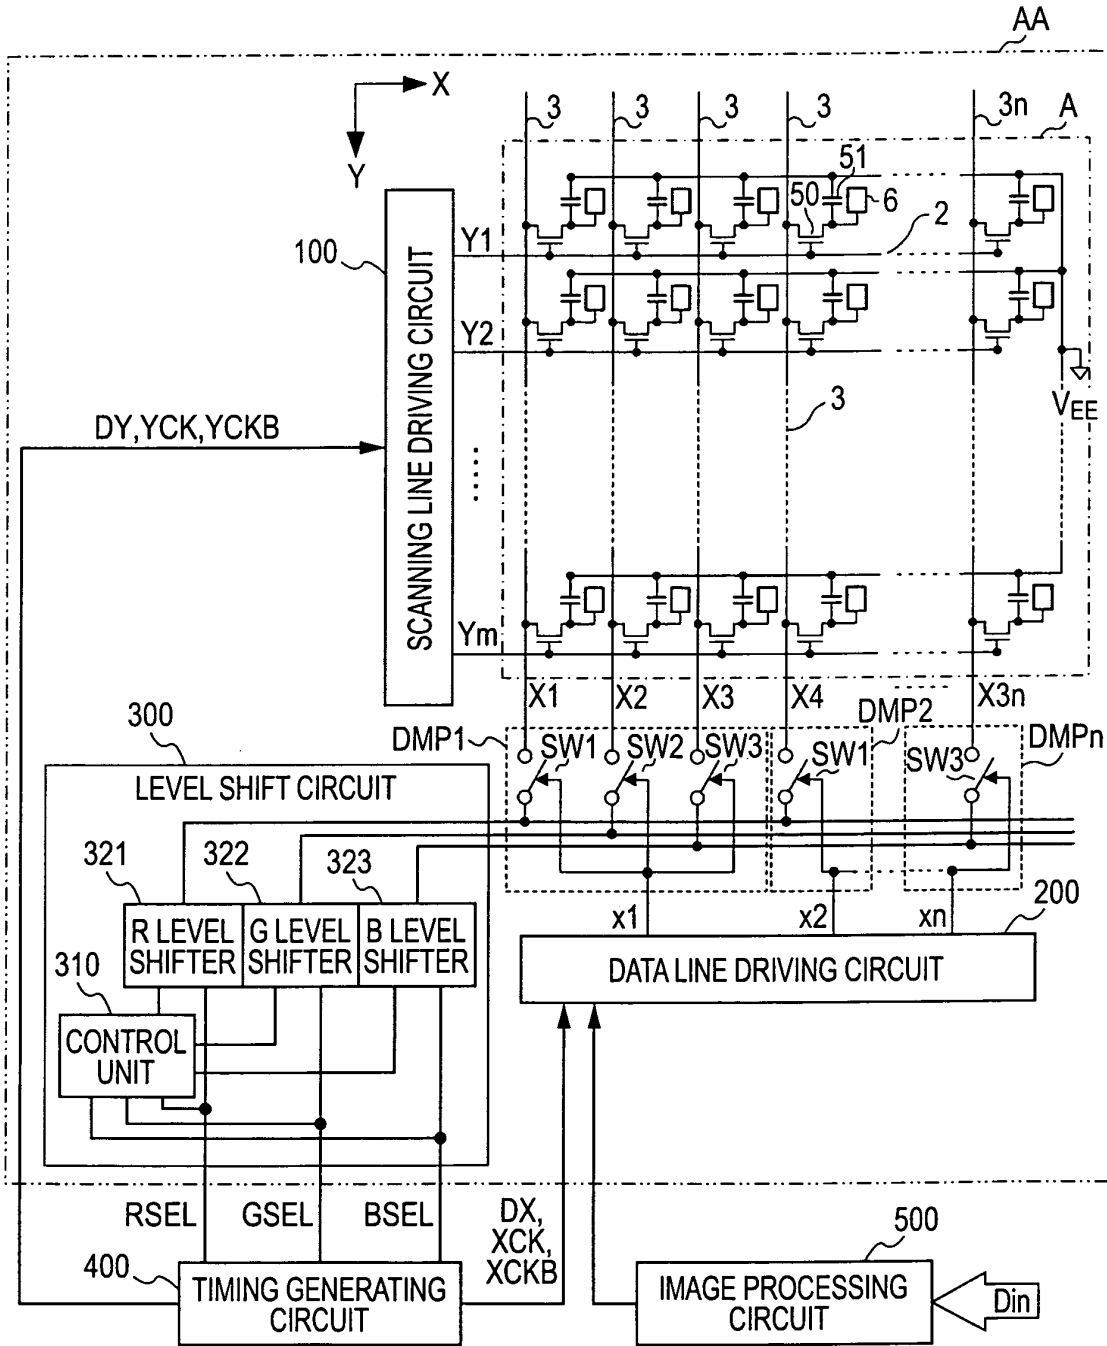 AA
X
Y
3
3
3
3
3n
A
51
50
6
2
100
Y1
Y2
SCANNING LINE DRIVING CIRCUIT
3
VEE
DY,YCK,YCKB
.....
Ym
X1
X2
X3
X4
X3n
300
DMP1
DMP2
DMPn
SW1
SW2
SW3
SW1
SW3
LEVEL SHIFT CIRCUIT
321
322
323
R LEVEL
SHIFTER
G LEVEL
SHIFTER
B LEVEL
SHIFTER
x1
x2
xn
200
DATA LINE DRIVING CIRCUIT
310
CONTROL
UNIT
RSEL
GSEL
BSEL
DX,
XCK,
XCKB
400
TIMING GENERATING
CIRCUIT
500
IMAGE PROCESSING
CIRCUIT
Din